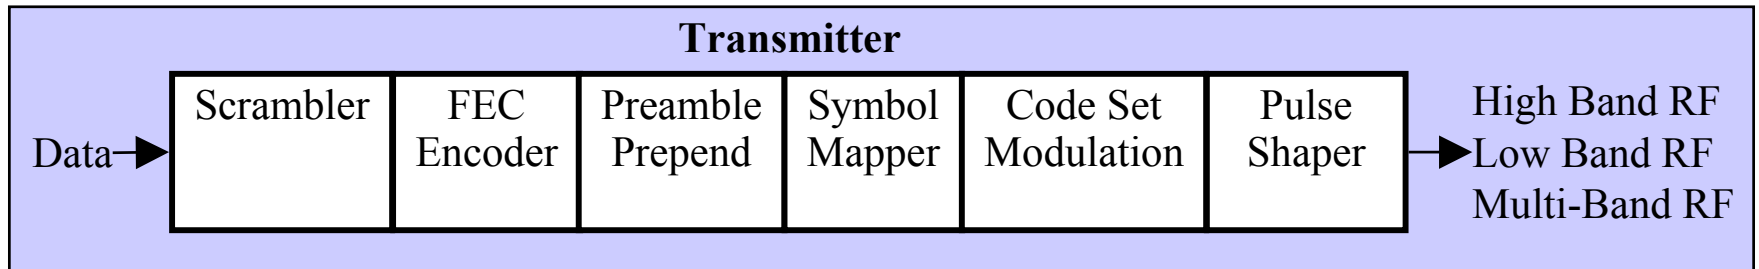 Transmitter
Data
Scrambler
FEC
Encoder
Preamble
Prepend
Symbol
Mapper
Code Set
Modulation
Pulse
Shaper
High Band RF
Low Band RF
Multi-Band RF